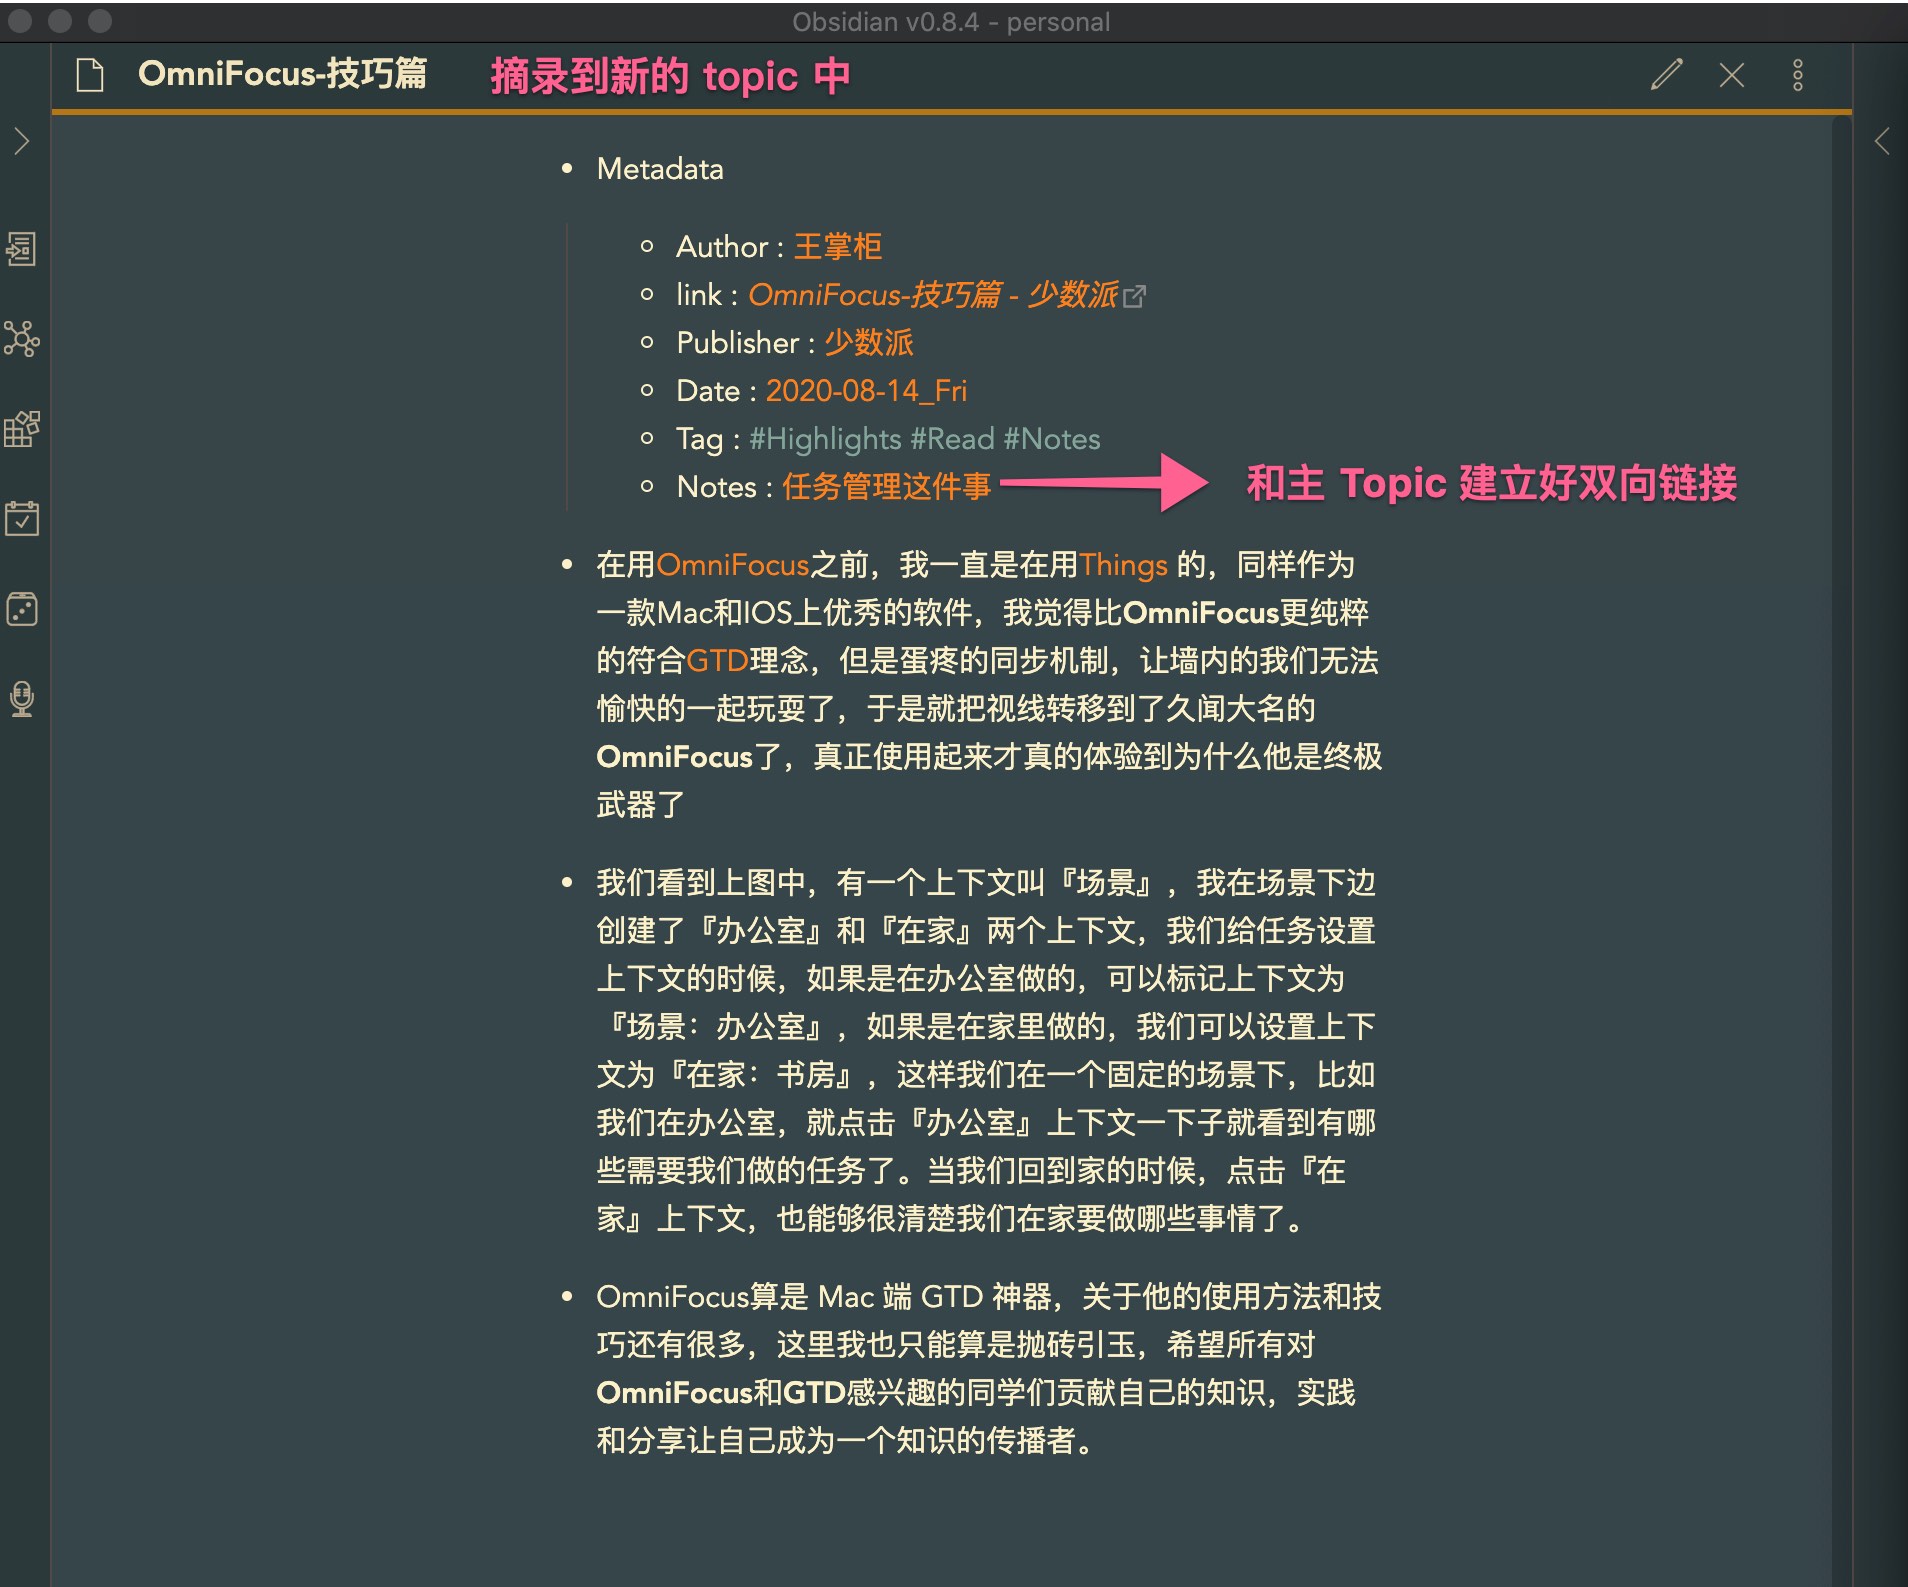 Obsidian v0.8.4 - personal
OmniFocus-技巧篇
摘录到新的 topic 中
Metadata
Author : 王掌柜
link : OmniFocus-技巧篇 - 少数派
Publisher : 少数派
Date : 2020-08-14_Fri
Tag : #Highlights #Read #Notes
Notes : 任务管理这件事
和主 Topic 建立好双向链接
在用OmniFocus之前，我一直是在用Things 的，同样作为
一款Mac和IOS上优秀的软件，我觉得比OmniFocus更纯粹
的符合GTD理念，但是蛋疼的同步机制，让墙内的我们无法
愉快的一起玩耍了，于是就把视线转移到了久闻大名的
OmniFocus了，真正使用起来才真的体验到为什么他是终极
武器了
我们看到上图中，有一个上下文叫『场景』，我在场景下边
创建了『办公室』和『在家』两个上下文，我们给任务设置
上下文的时候，如果是在办公室做的，可以标记上下文为
『场景：办公室』，如果是在家里做的，我们可以设置上下
文为『在家：书房』，这样我们在一个固定的场景下，比如
我们在办公室，就点击『办公室』上下文一下子就看到有哪
些需要我们做的任务了。当我们回到家的时候，点击『在
家』上下文，也能够很清楚我们在家要做哪些事情了。
OmniFocus算是 Mac 端 GTD 神器，关于他的使用方法和技
巧还有很多，这里我也只能算是抛砖引玉，希望所有对
OmniFocus和GTD感兴趣的同学们贡献自己的知识，实践
和分享让自己成为一个知识的传播者。